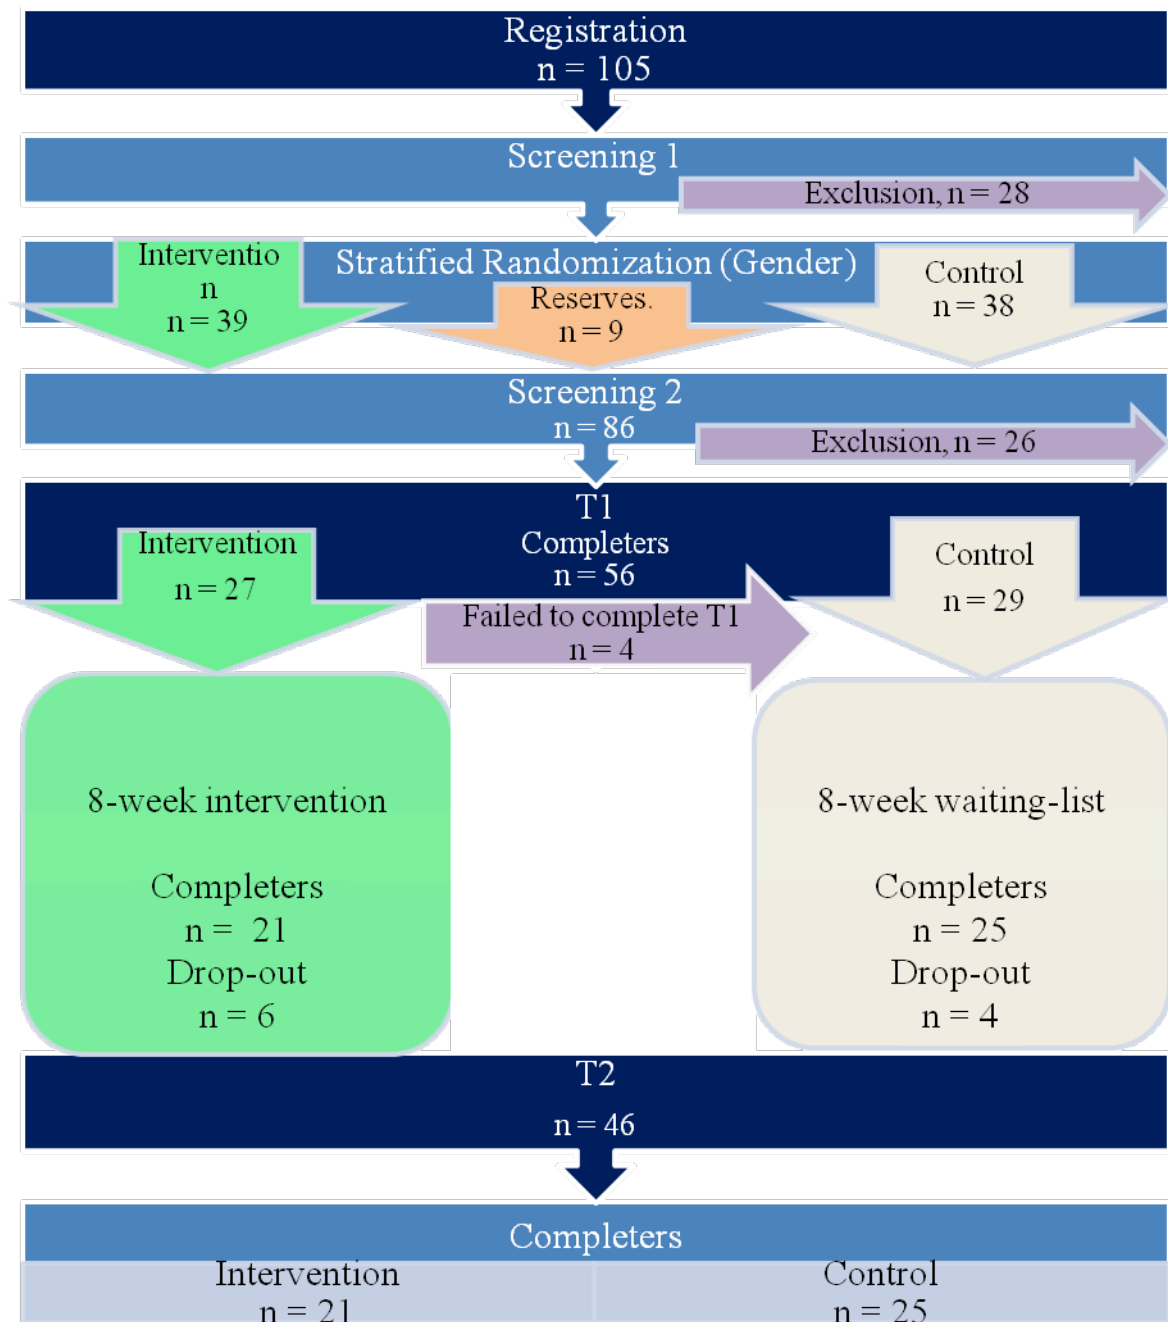 Registration
n = 105
Screening 1
Exclusion, n = 28
Stratified Randomization (Gender)
Interventio
n
n = 39
Reserves.
n = 9
Control
n = 38
Screening 2
n = 86
Exclusion, n = 26
T1
Completers
n = 56
Intervention
n = 27
Control
n = 29
Failed to complete T1
n = 4
8-week intervention
Completers
n = 21
Drop-out
n = 6
8-week waiting-list
Completers
n = 25
Drop-out
n = 4
T2
n = 46
Completers
Intervention
n = 21
Control
n = 25